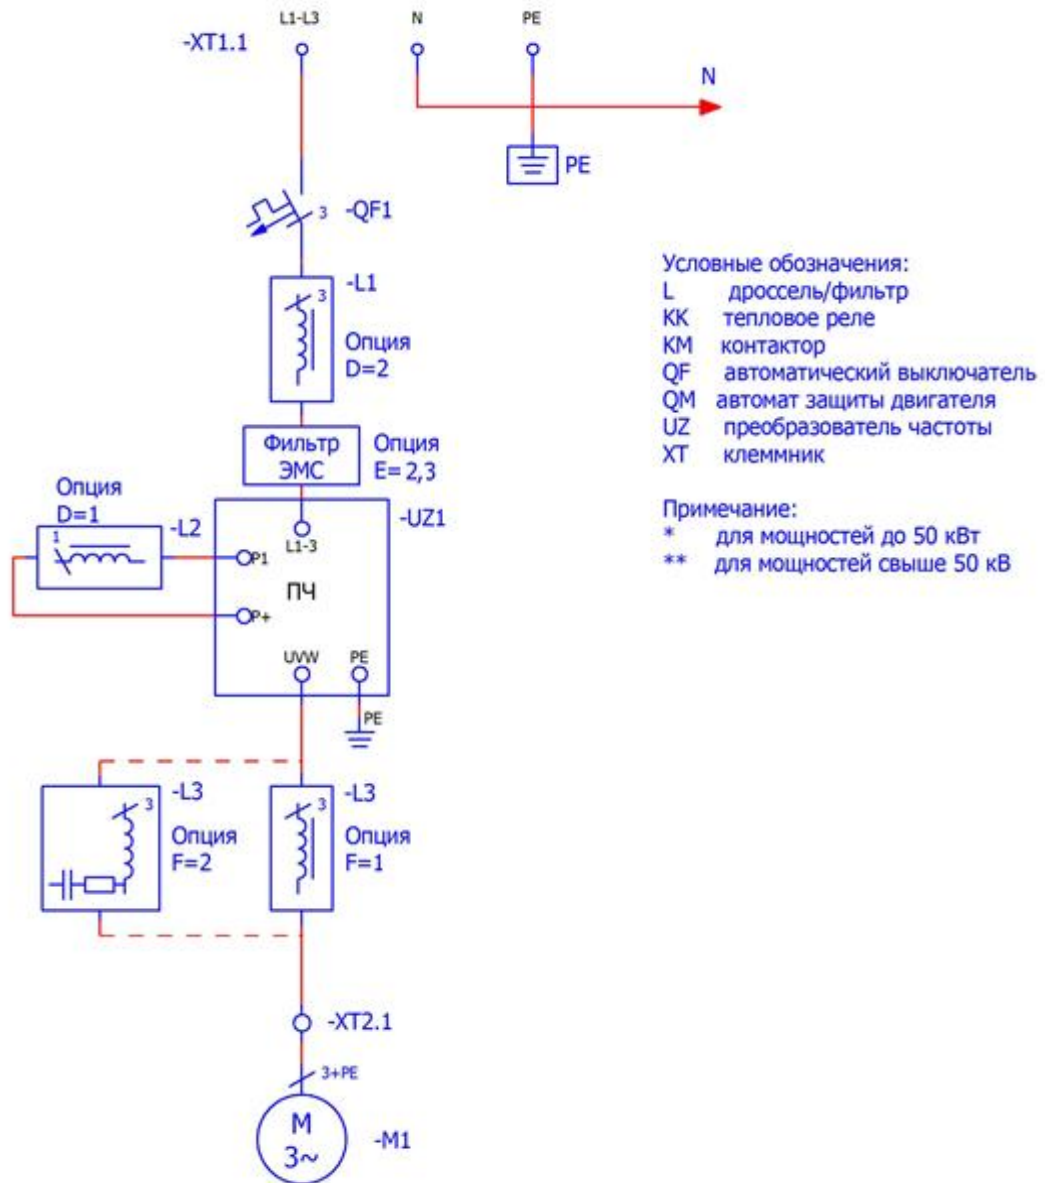 L1-L3 N PE
-XT1.1
N
PE
3 -QF1
-L1
3
Опция
D=2
Условные обозначения:
L дроссель/фильтр
KK тепловое реле
KM контактор
QF автоматический выключатель
QM автомат защиты двигателя
UZ преобразователь частоты
XT клеммник
Примечание:
* для мощностей до 50 кВт
** для мощностей свыше 50 кВ
Фильтр
ЭМС
Опция
E= 2,3
Опция
D=1
-L2
1
-UZ1
L1-3
P1
ПЧ
P+
UVW PE
PE
-L3
3
Опция
F=2
-L3
3
Опция
F=1
-XT2.1
3+PE
M
3~
-M1